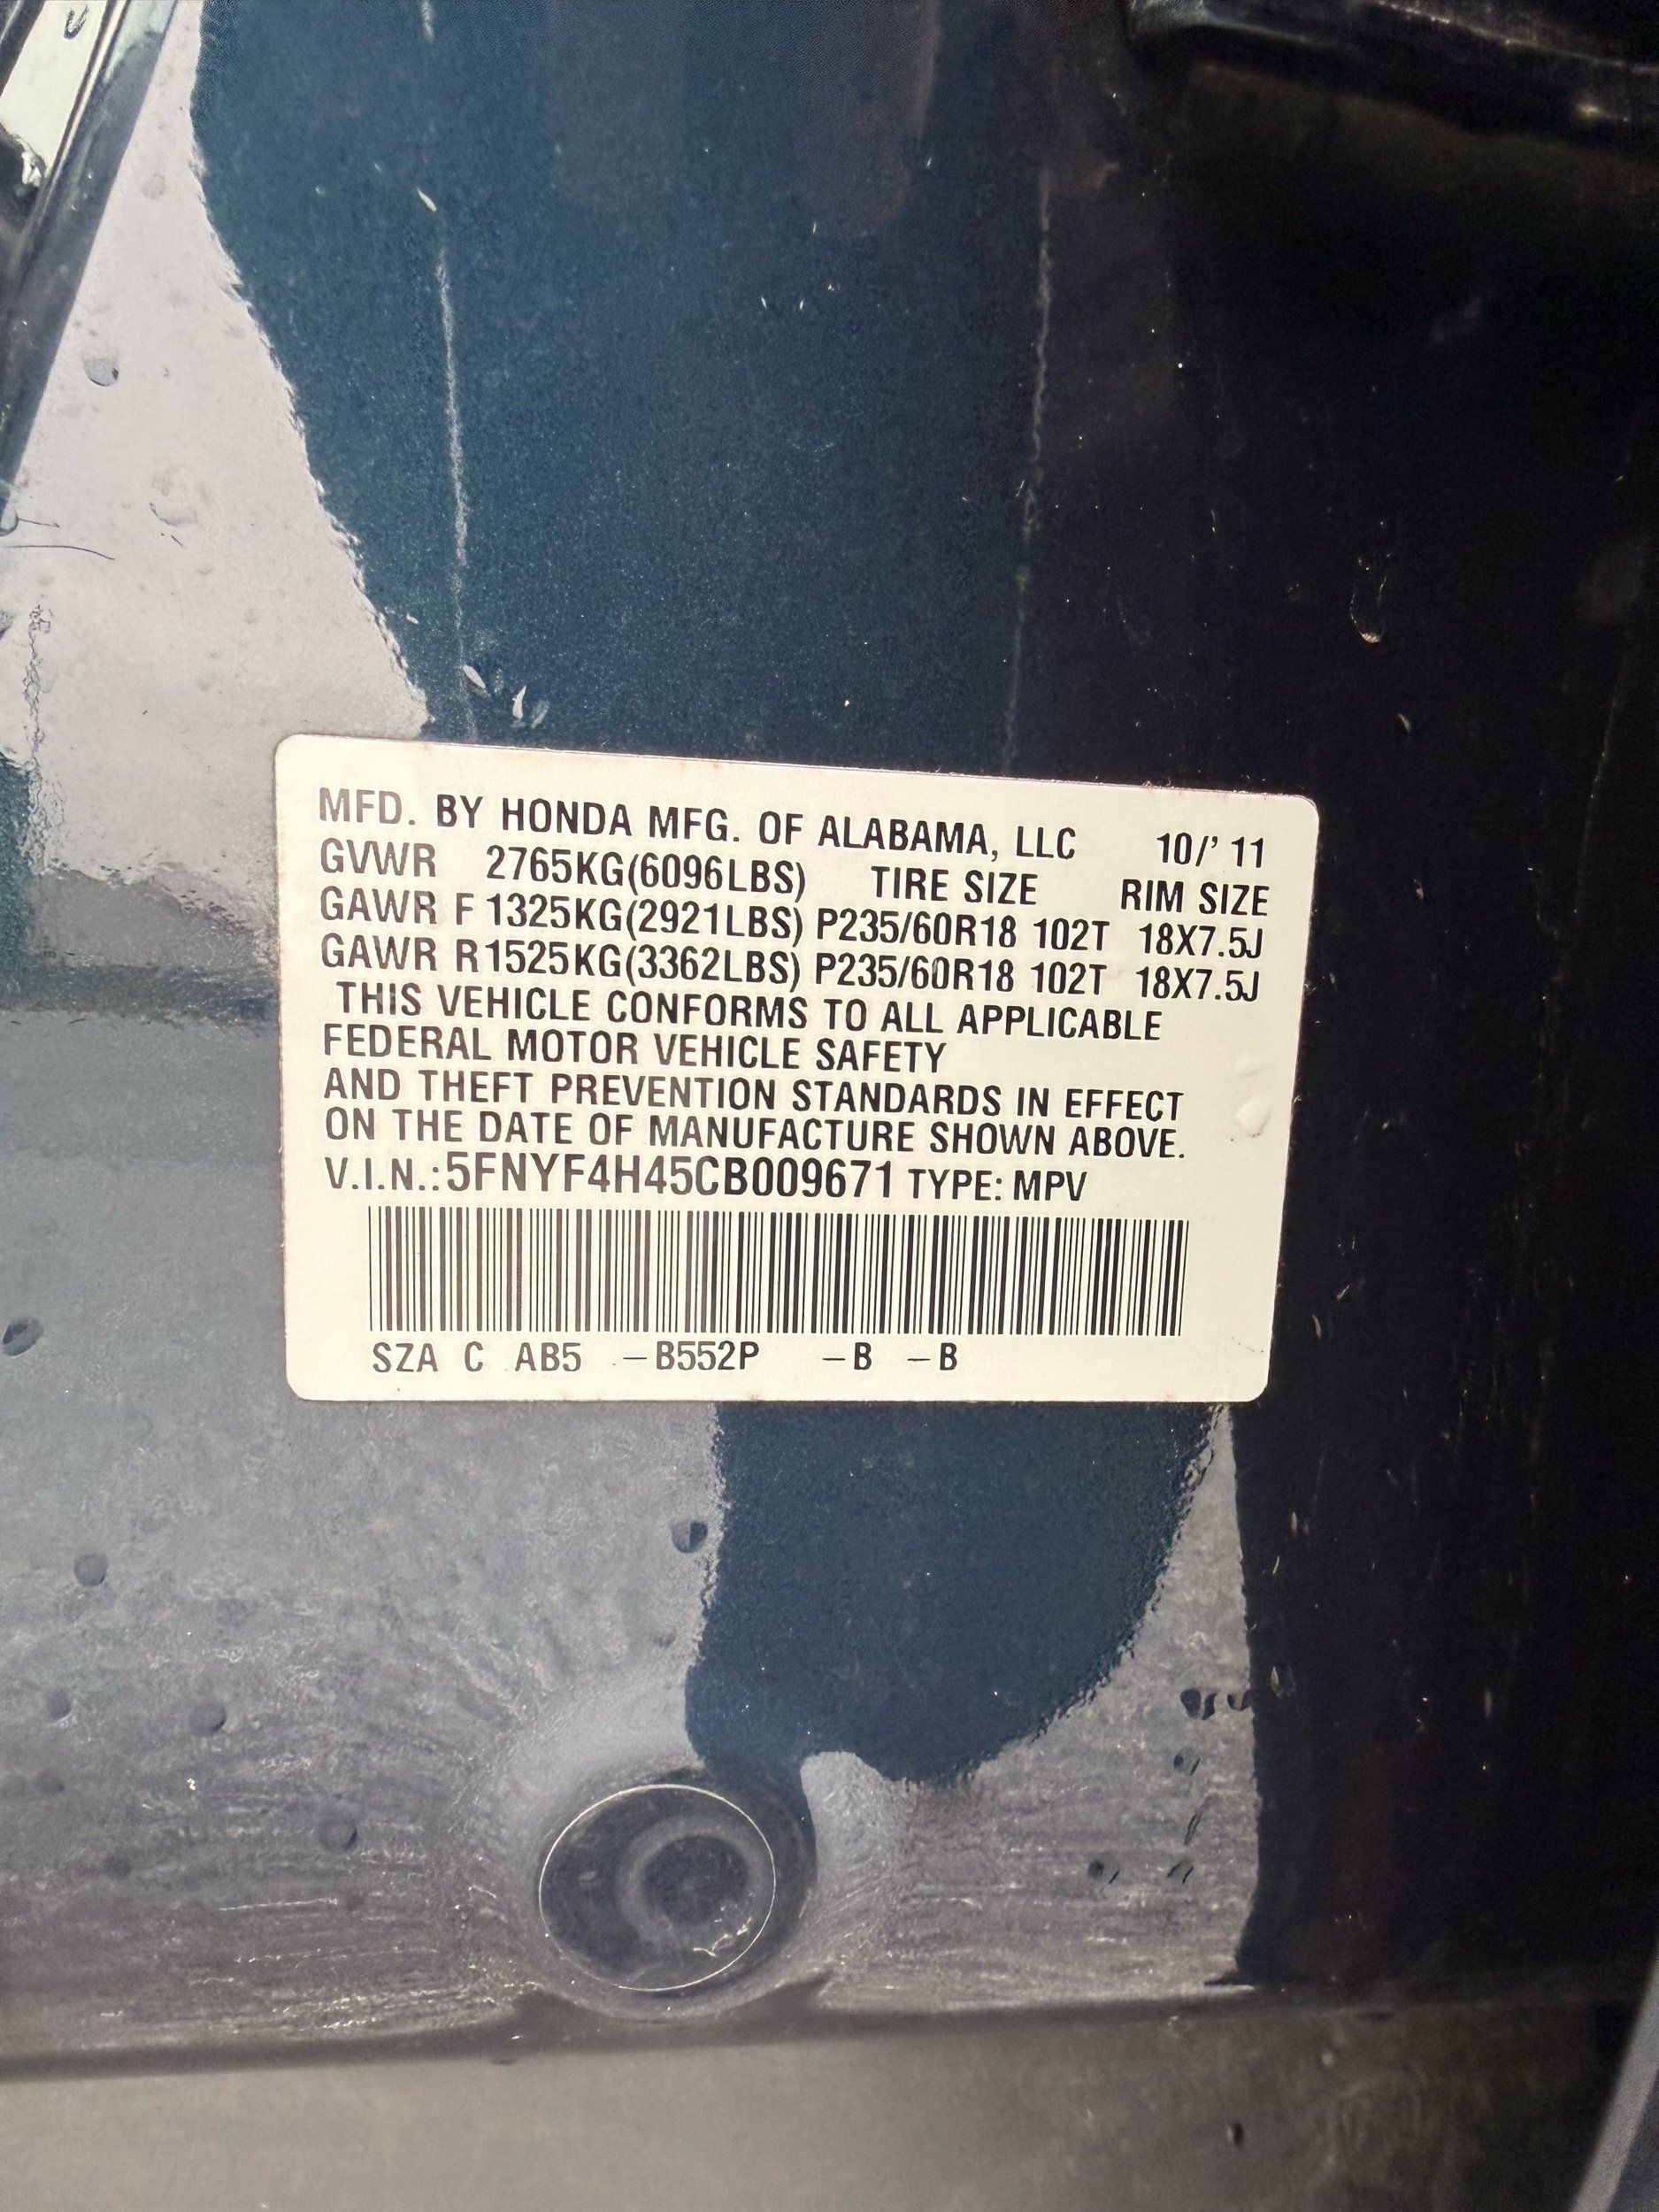 MFD. BY HONDA MFG. OF ALABAMA, LLC 10/' 11
GVWR 2765KG(6096LBS) TIRE SIZE RIM SIZE
GAWR F 1325KG(2921LBS) P235/60R18 102T 18X7.5J
GAWR R1525KG(3362LBS) P235/60R18 102T 18X7.5J
THIS VEHICLE CONFORMS TO ALL APPLICABLE
FEDERAL MOTOR VEHICLE SAFETY
AND THEFT PREVENTION STANDARDS IN EFFECT
ON THE DATE OF MANUFACTURE SHOWN ABOVE.
V.I.N.:5FNYF4H45CB009671 TYPE: MPV
SZA C AB5 -B552P -B -B